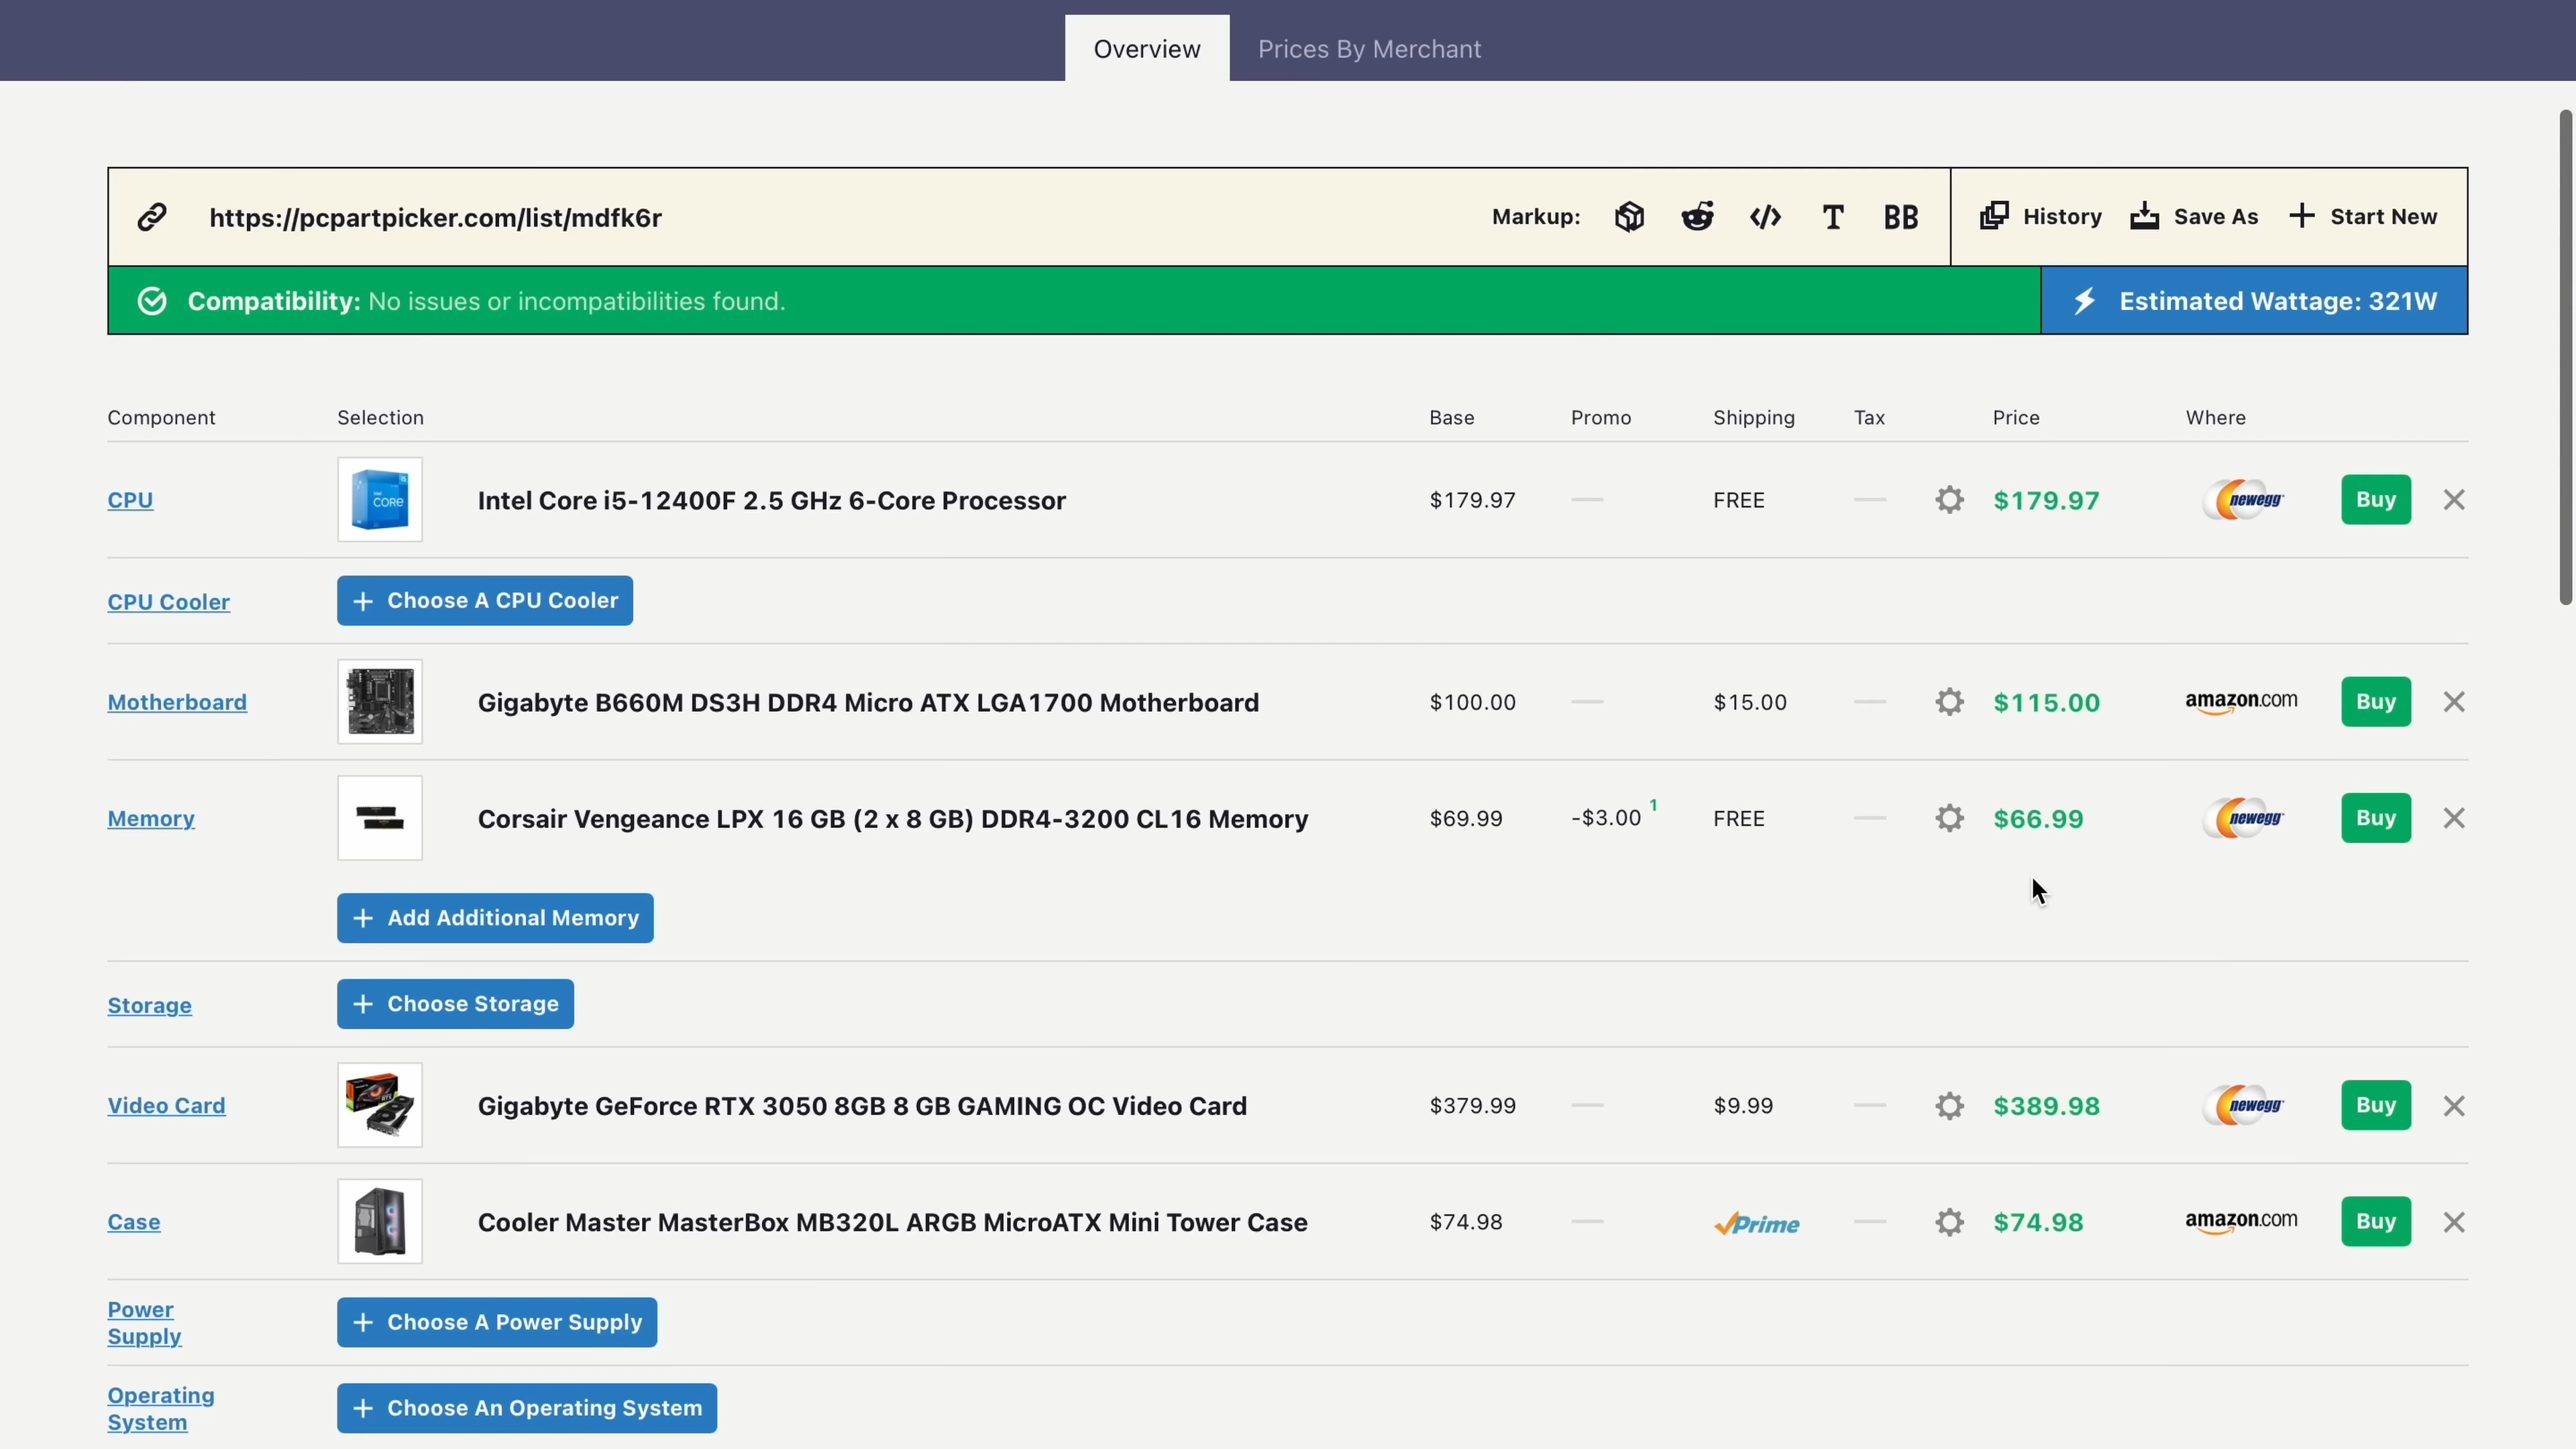 Overview Prices By Merchant
https://pcpartpicker.com/list/mdfk6r Markup: T BB History Save As Start New
Compatibility: No issues or incompatibilities found. Estimated Wattage: 321W
Component Selection Base Promo Shipping Tax Price Where
CPU CORE Intel Core i5-12400F 2.5 GHz 6-Core Processor $179.97 — FREE — $179.97 newegg Buy
CPU Cooler + Choose A CPU Cooler
Motherboard Gigabyte B660M DS3H DDR4 Micro ATX LGA1700 Motherboard $100.00 — $15.00 — $115.00 amazon.com Buy
Memory Corsair Vengeance LPX 16 GB (2 x 8 GB) DDR4-3200 CL16 Memory $69.99 -$3.00 1 FREE — $66.99 newegg Buy
+ Add Additional Memory
Storage + Choose Storage
Video Card Gigabyte GeForce RTX 3050 8GB 8 GB GAMING OC Video Card $379.99 — $9.99 — $389.98 newegg Buy
Case Cooler Master MasterBox MB320L ARGB MicroATX Mini Tower Case $74.98 — Prime — $74.98 amazon.com Buy
Power
Supply + Choose A Power Supply
Operating
System + Choose An Operating System